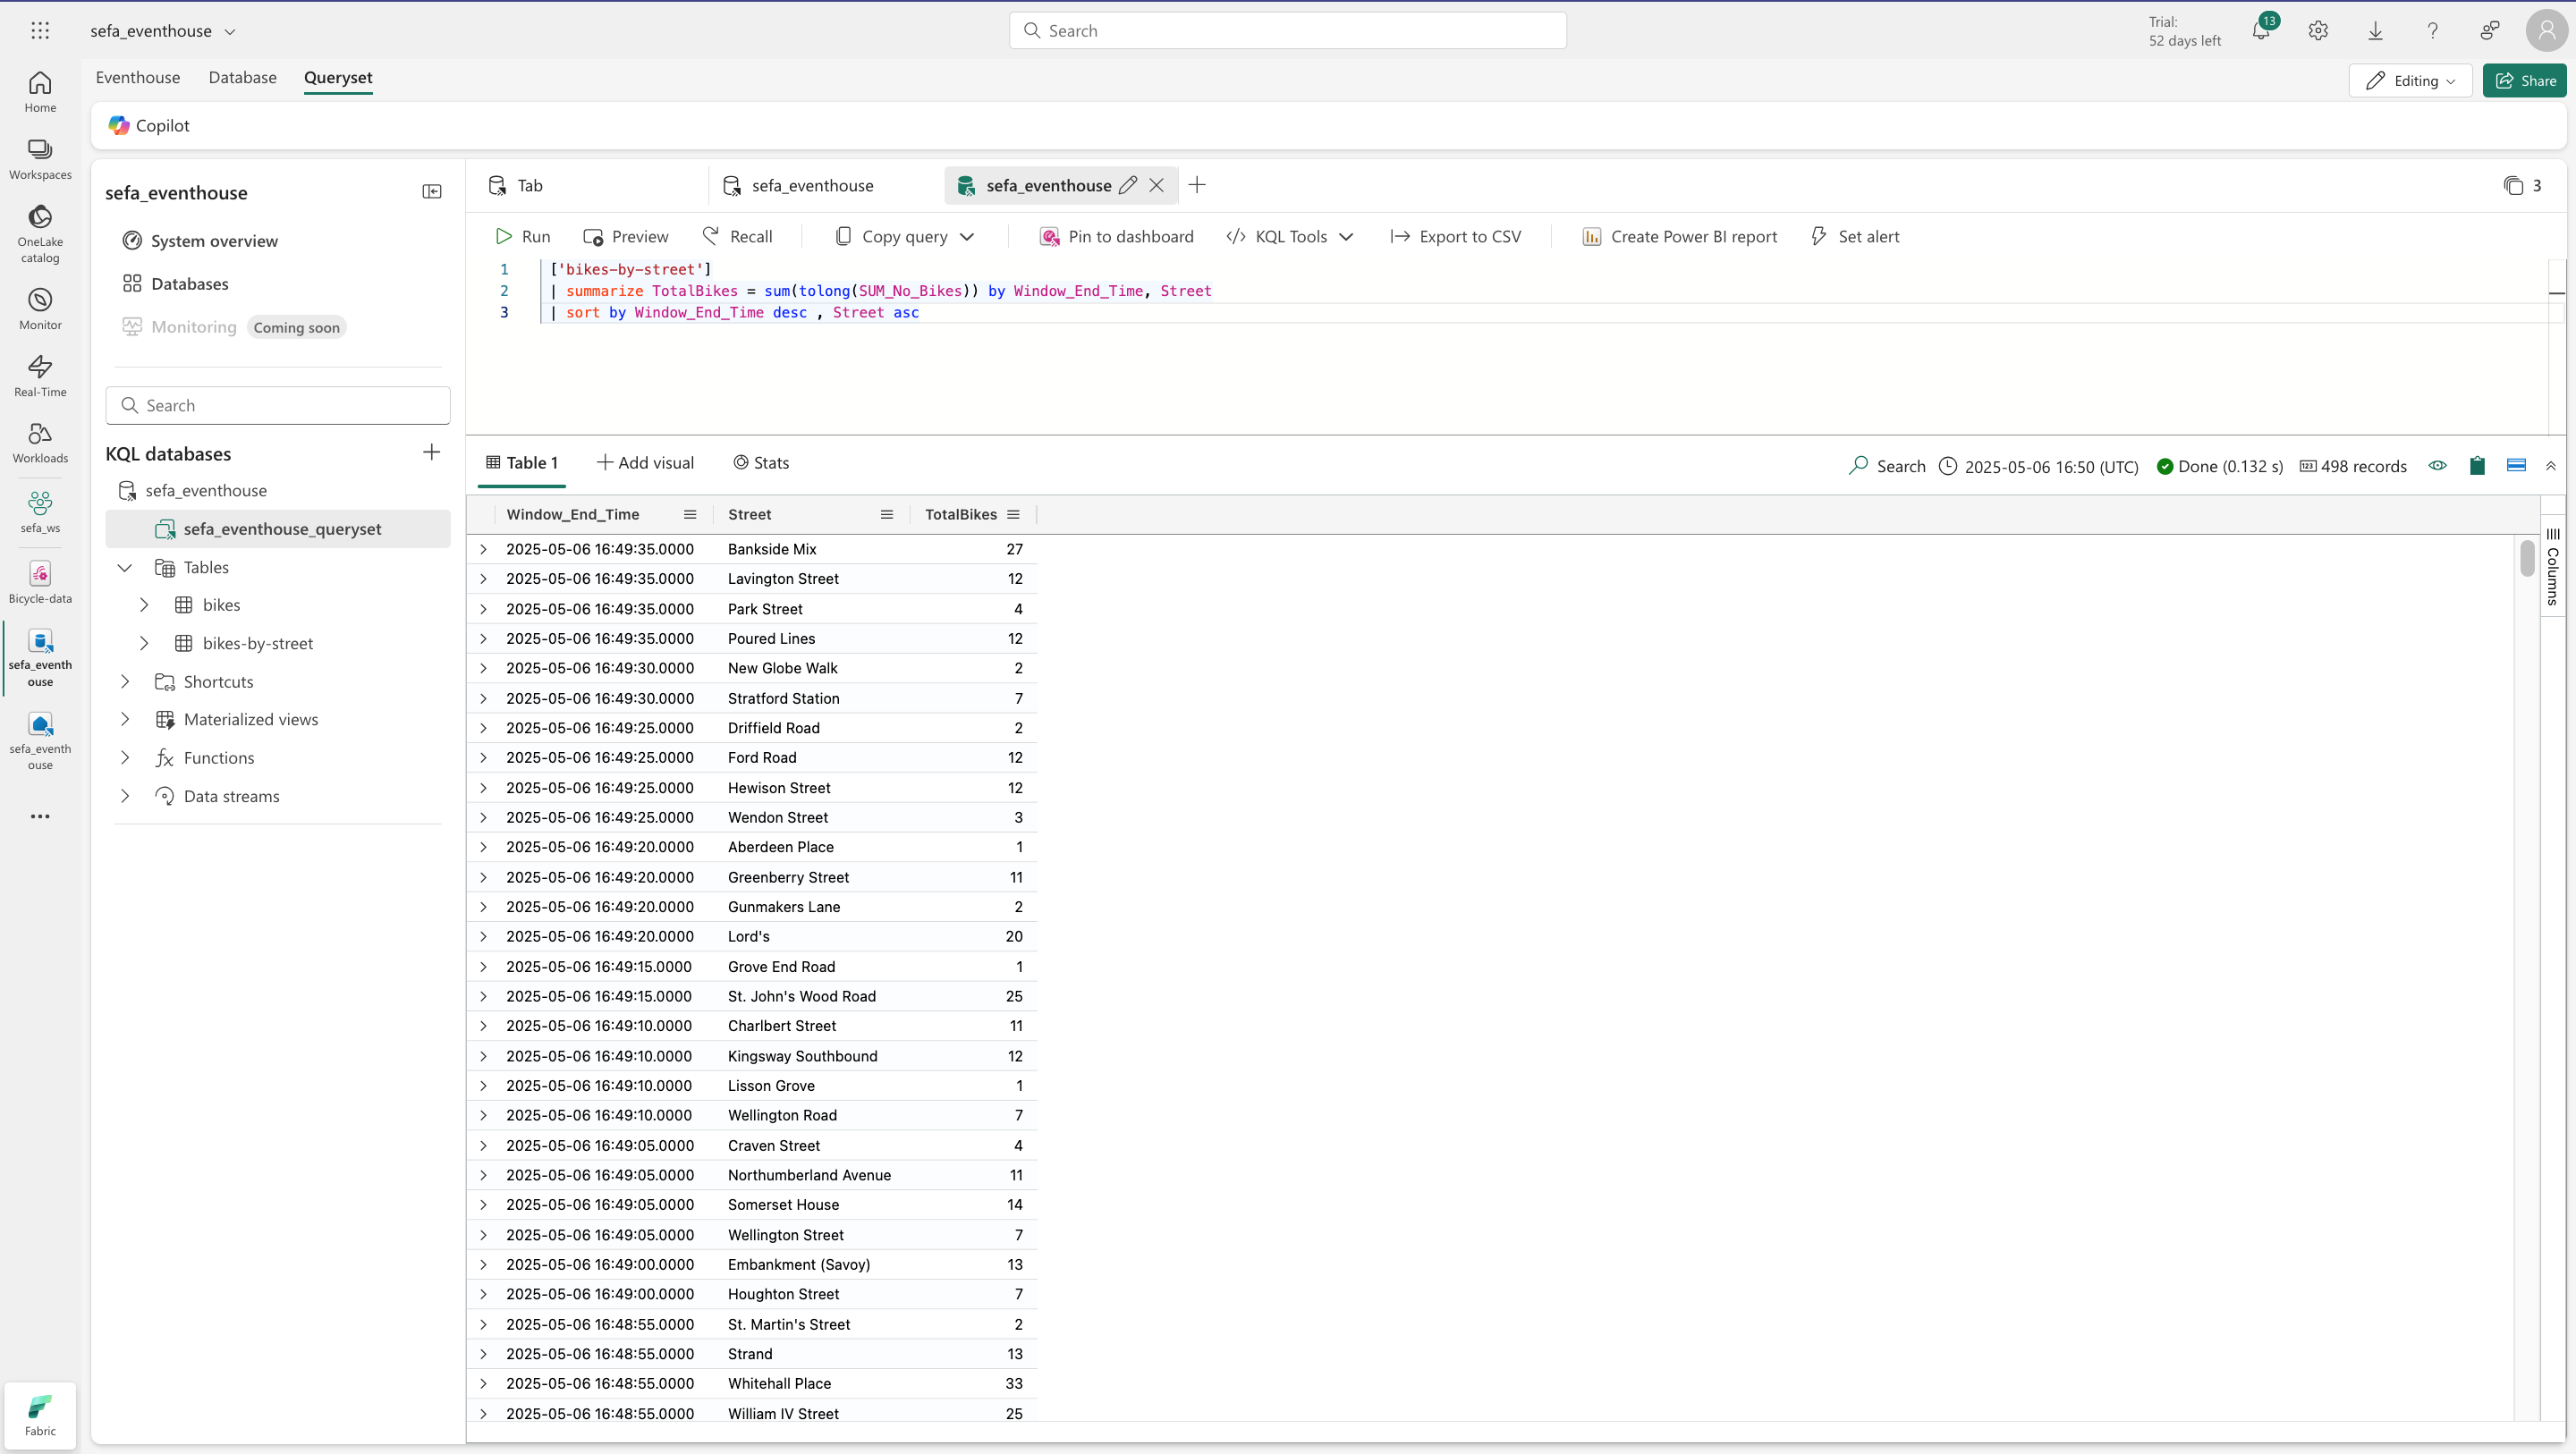 sefa_eventhouse
Search
Trial:
52 days left
13
Home
Workspaces
OneLake
catalog
Monitor
Real-Time
Workloads
sefa_ws
Bicycle-data
sefa_eventh
ouse
sefa_eventh
ouse
Fabric
Eventhouse Database Queryset
Editing
Share
Copilot
sefa_eventhouse
System overview
Databases
Monitoring Coming soon
Search
KQL databases
sefa_eventhouse
sefa_eventhouse_queryset
Tables
bikes
bikes-by-street
Shortcuts
Materialized views
Functions
Data streams
Tab sefa_eventhouse sefa_eventhouse 3
Run Preview Recall Copy query KQL Tools Pin to dashboard Export to CSV Create Power BI report Set alert
1 ['bikes-by-street']
2 | summarize TotalBikes = sum(tolong(SUM_No_Bikes)) by Window_End_Time, Street
3 | sort by Window_End_Time desc , Street asc
Table 1 Add visual Stats Search 2025-05-06 16:50 (UTC) Done (0.132 s) 498 records
Columns
Window_End_Time Street TotalBikes
2025-05-06 16:49:35.0000 Bankside Mix 27
2025-05-06 16:49:35.0000 Lavington Street 12
2025-05-06 16:49:35.0000 Park Street 4
2025-05-06 16:49:35.0000 Poured Lines 12
2025-05-06 16:49:30.0000 New Globe Walk 2
2025-05-06 16:49:30.0000 Stratford Station 7
2025-05-06 16:49:25.0000 Driffield Road 2
2025-05-06 16:49:25.0000 Ford Road 12
2025-05-06 16:49:25.0000 Hewison Street 12
2025-05-06 16:49:25.0000 Wendon Street 3
2025-05-06 16:49:20.0000 Aberdeen Place 1
2025-05-06 16:49:20.0000 Greenberry Street 11
2025-05-06 16:49:20.0000 Gunmakers Lane 2
2025-05-06 16:49:20.0000 Lord's 20
2025-05-06 16:49:15.0000 Grove End Road 1
2025-05-06 16:49:15.0000 St. John's Wood Road 25
2025-05-06 16:49:10.0000 Charlbert Street 11
2025-05-06 16:49:10.0000 Kingsway Southbound 12
2025-05-06 16:49:10.0000 Lisson Grove 1
2025-05-06 16:49:10.0000 Wellington Road 7
2025-05-06 16:49:05.0000 Craven Street 4
2025-05-06 16:49:05.0000 Northumberland Avenue 11
2025-05-06 16:49:05.0000 Somerset House 14
2025-05-06 16:49:05.0000 Wellington Street 7
2025-05-06 16:49:00.0000 Embankment (Savoy) 13
2025-05-06 16:49:00.0000 Houghton Street 7
2025-05-06 16:48:55.0000 St. Martin's Street 2
2025-05-06 16:48:55.0000 Strand 13
2025-05-06 16:48:55.0000 Whitehall Place 33
2025-05-06 16:48:55.0000 William IV Street 25